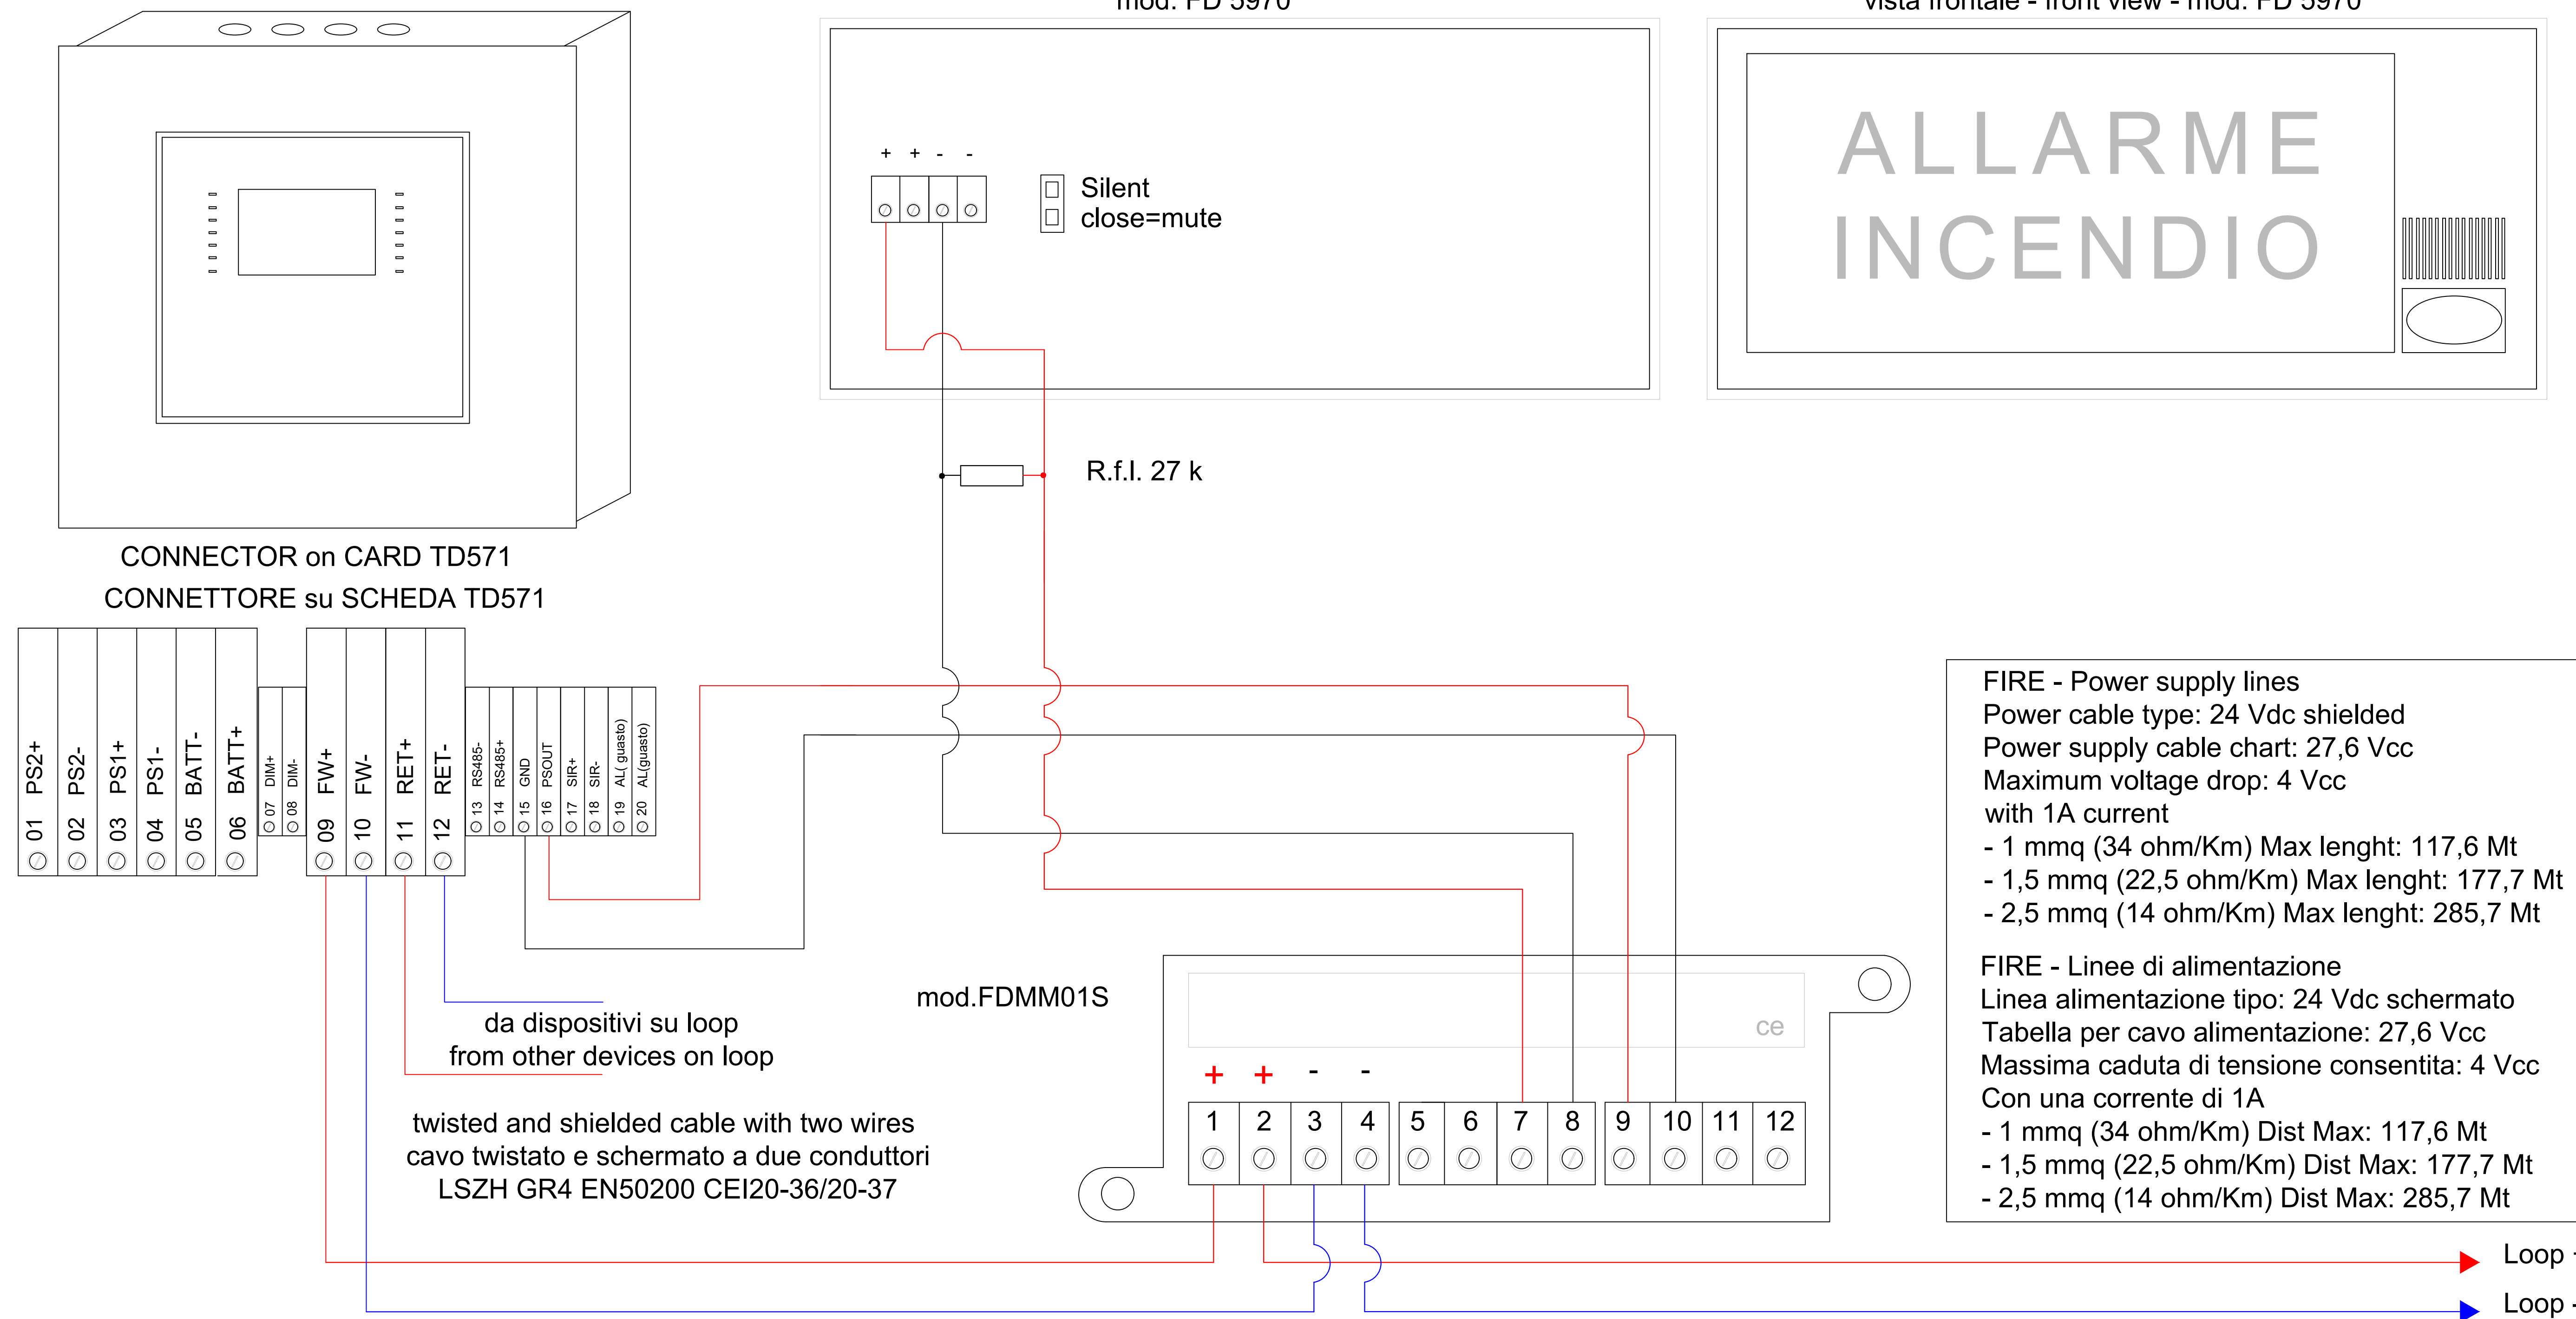 mod. FD 5970
vista frontale - front view - mod. FD 5970
+ + - -
Silent
close=mute
ALLARME
INCENDIO
R.f.l. 27 k
CONNECTOR on CARD TD571
CONNETTORE su SCHEDA TD571
01 PS2+
02 PS2-
03 PS1+
04 PS1-
05 BATT-
06 BATT+
07 DIM+
08 DIM-
09 FW+
10 FW-
11 RET+
12 RET-
13 RS485-
14 RS485+
15 GND
16 PSOUT
17 SIR+
18 SIR-
19 AL( guasto)
20 AL(guasto)
da dispositivi su loop
from other devices on loop
twisted and shielded cable with two wires
cavo twistato e schermato a due conduttori
LSZH GR4 EN50200 CEI20-36/20-37
mod.FDMM01S
ce
+ + - -
1 2 3 4 5 6 7 8 9 10 11 12
FIRE - Power supply lines
Power cable type: 24 Vdc shielded
Power supply cable chart: 27,6 Vcc
Maximum voltage drop: 4 Vcc
with 1A current
- 1 mmq (34 ohm/Km) Max lenght: 117,6 Mt
- 1,5 mmq (22,5 ohm/Km) Max lenght: 177,7 Mt
- 2,5 mmq (14 ohm/Km) Max lenght: 285,7 Mt
FIRE - Linee di alimentazione
Linea alimentazione tipo: 24 Vdc schermato
Tabella per cavo alimentazione: 27,6 Vcc
Massima caduta di tensione consentita: 4 Vcc
Con una corrente di 1A
- 1 mmq (34 ohm/Km) Dist Max: 117,6 Mt
- 1,5 mmq (22,5 ohm/Km) Dist Max: 177,7 Mt
- 2,5 mmq (14 ohm/Km) Dist Max: 285,7 Mt
Loop +
Loop -